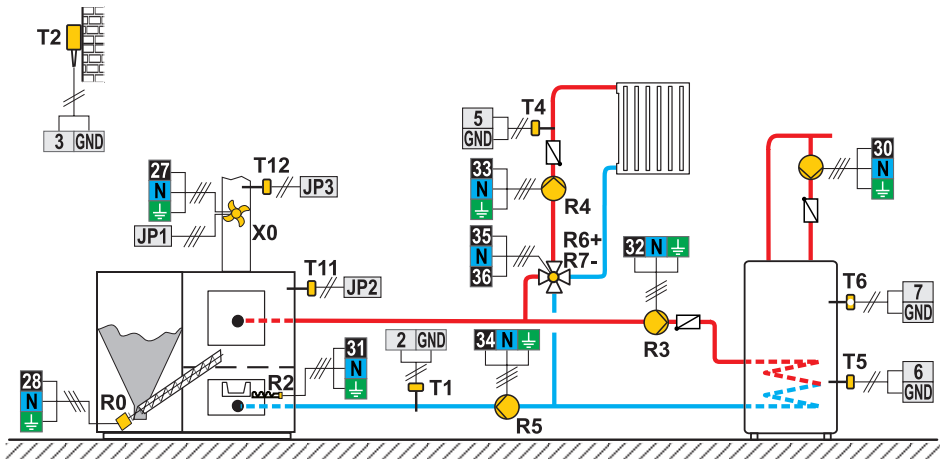 T2
3 GND
27
N
JP1
T12
JP3
X0
T11
JP2
28
N
R0
R2
31
N
2 GND
T1
34 N
R5
5
GND
T4
33
N
R4
35
N
36
R6+
R7-
32 N
R3
30
N
T6
7
GND
T5
6
GND